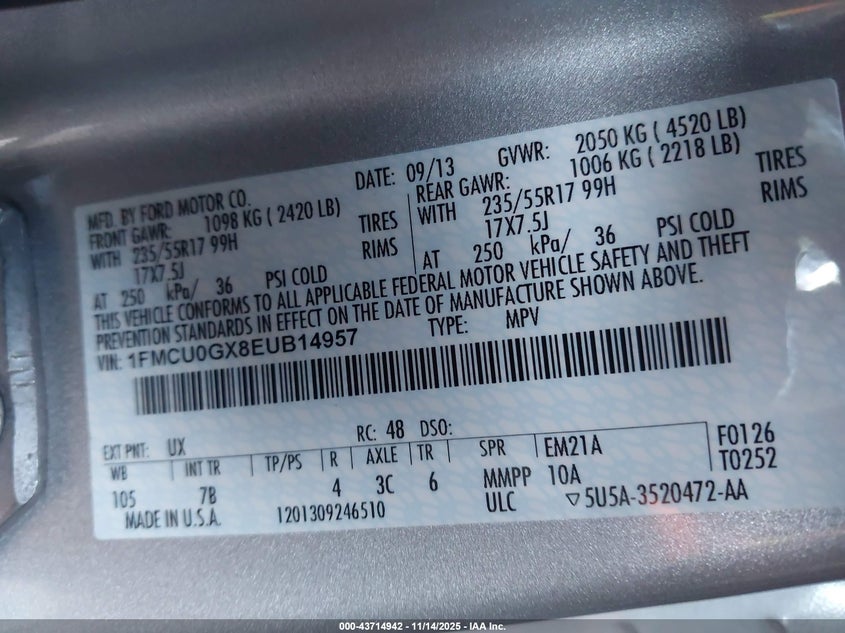 MFD. BY FORD MOTOR CO.
DATE: 09/13
GVWR: 2050 KG ( 4520 LB)
FRONT GAWR: 1098 KG ( 2420 LB)
REAR GAWR: 1006 KG ( 2218 LB)
WITH 235/55R17 99H TIRES
WITH 235/55R17 99H TIRES
17X7.5J RIMS
17X7.5J RIMS
AT 250 kPa/ 36 PSI COLD
AT 250 kPa/ 36 PSI COLD
THIS VEHICLE CONFORMS TO ALL APPLICABLE FEDERAL MOTOR VEHICLE SAFETY AND THEFT
PREVENTION STANDARDS IN EFFECT ON THE DATE OF MANUFACTURE SHOWN ABOVE.
VIN: 1FMCU0GX8EUB14957
TYPE: MPV
EXT PNT: UX RC: 48 DSO:
WB INT TR TP/PS R AXLE TR SPR EM21A F0126
105 7B 4 3C 6 MMPP 10A T0252
MADE IN U.S.A. 1201309246510 ULC ▽5U5A-3520472-AA
000-43714942 - 11/14/2025 - IAA Inc.